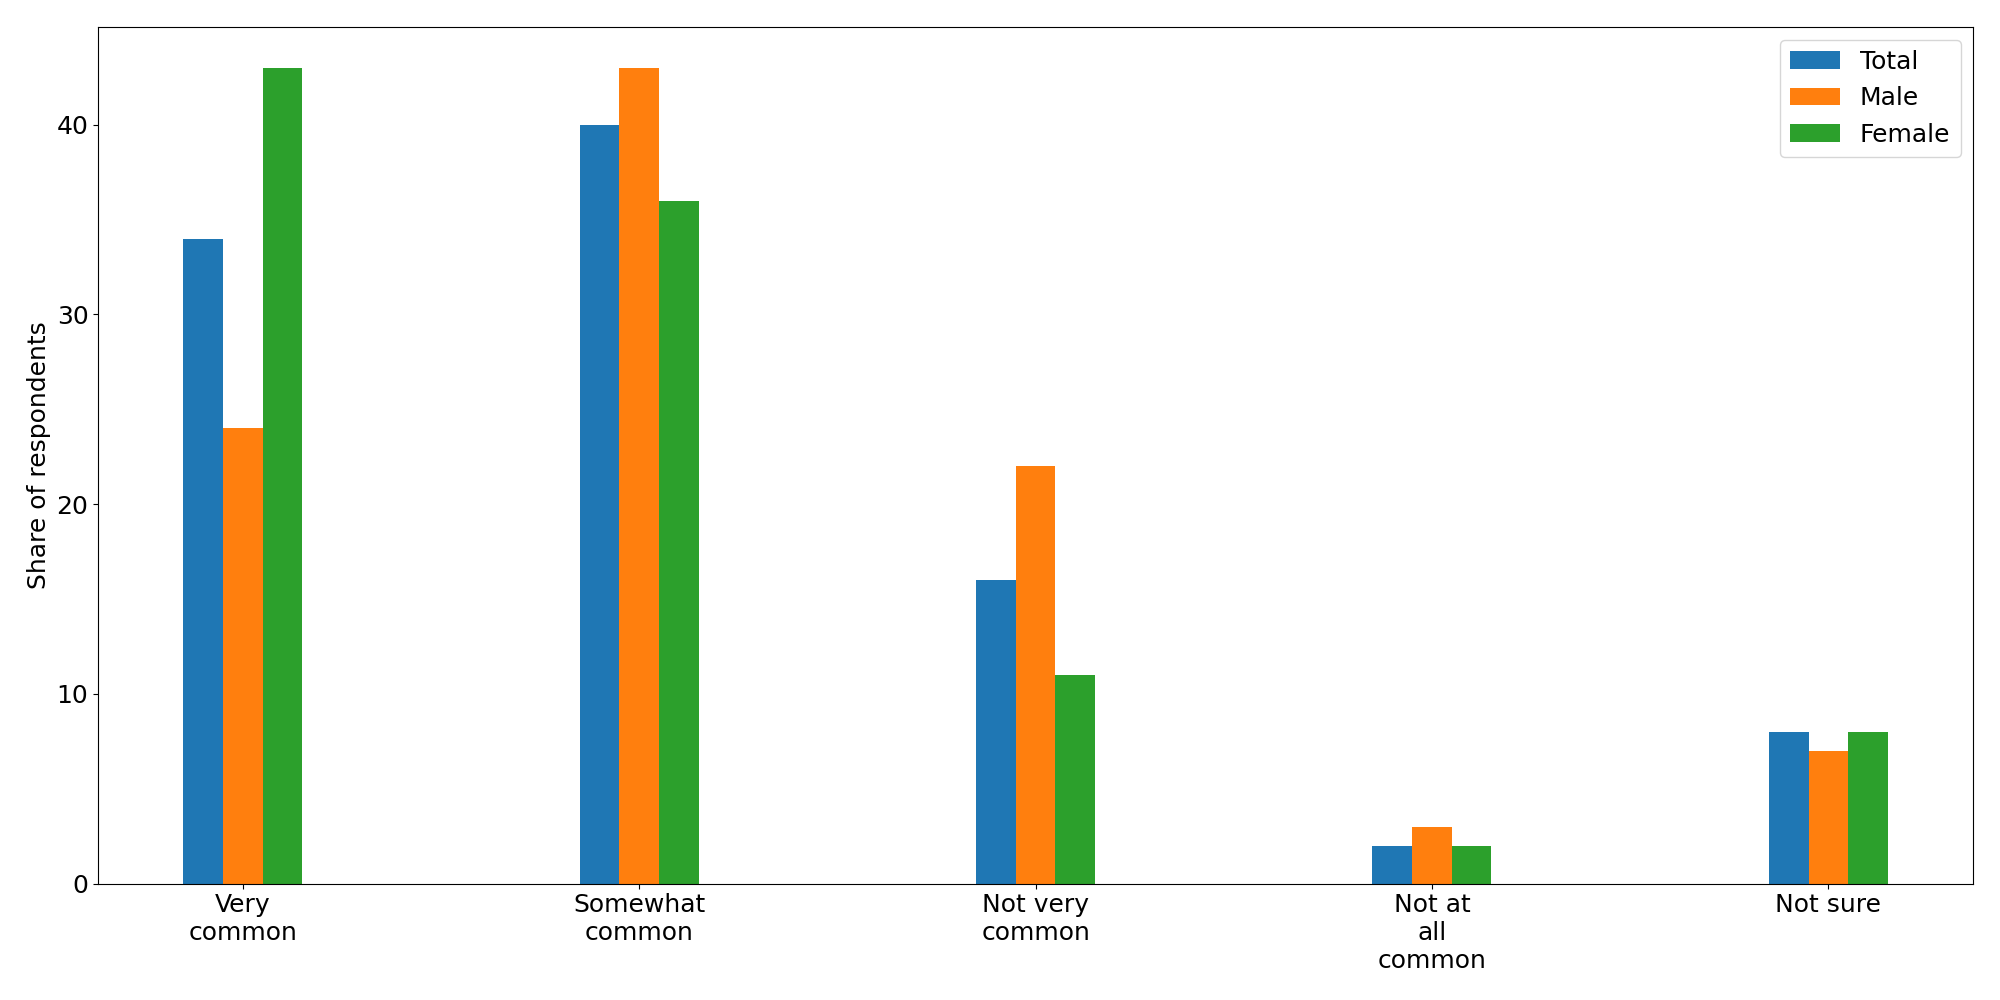 Total
Male
Female
Share of respondents
40
30
20
10
0
Very
common
Somewhat
common
Not very
common
Not at
all
common
Not sure